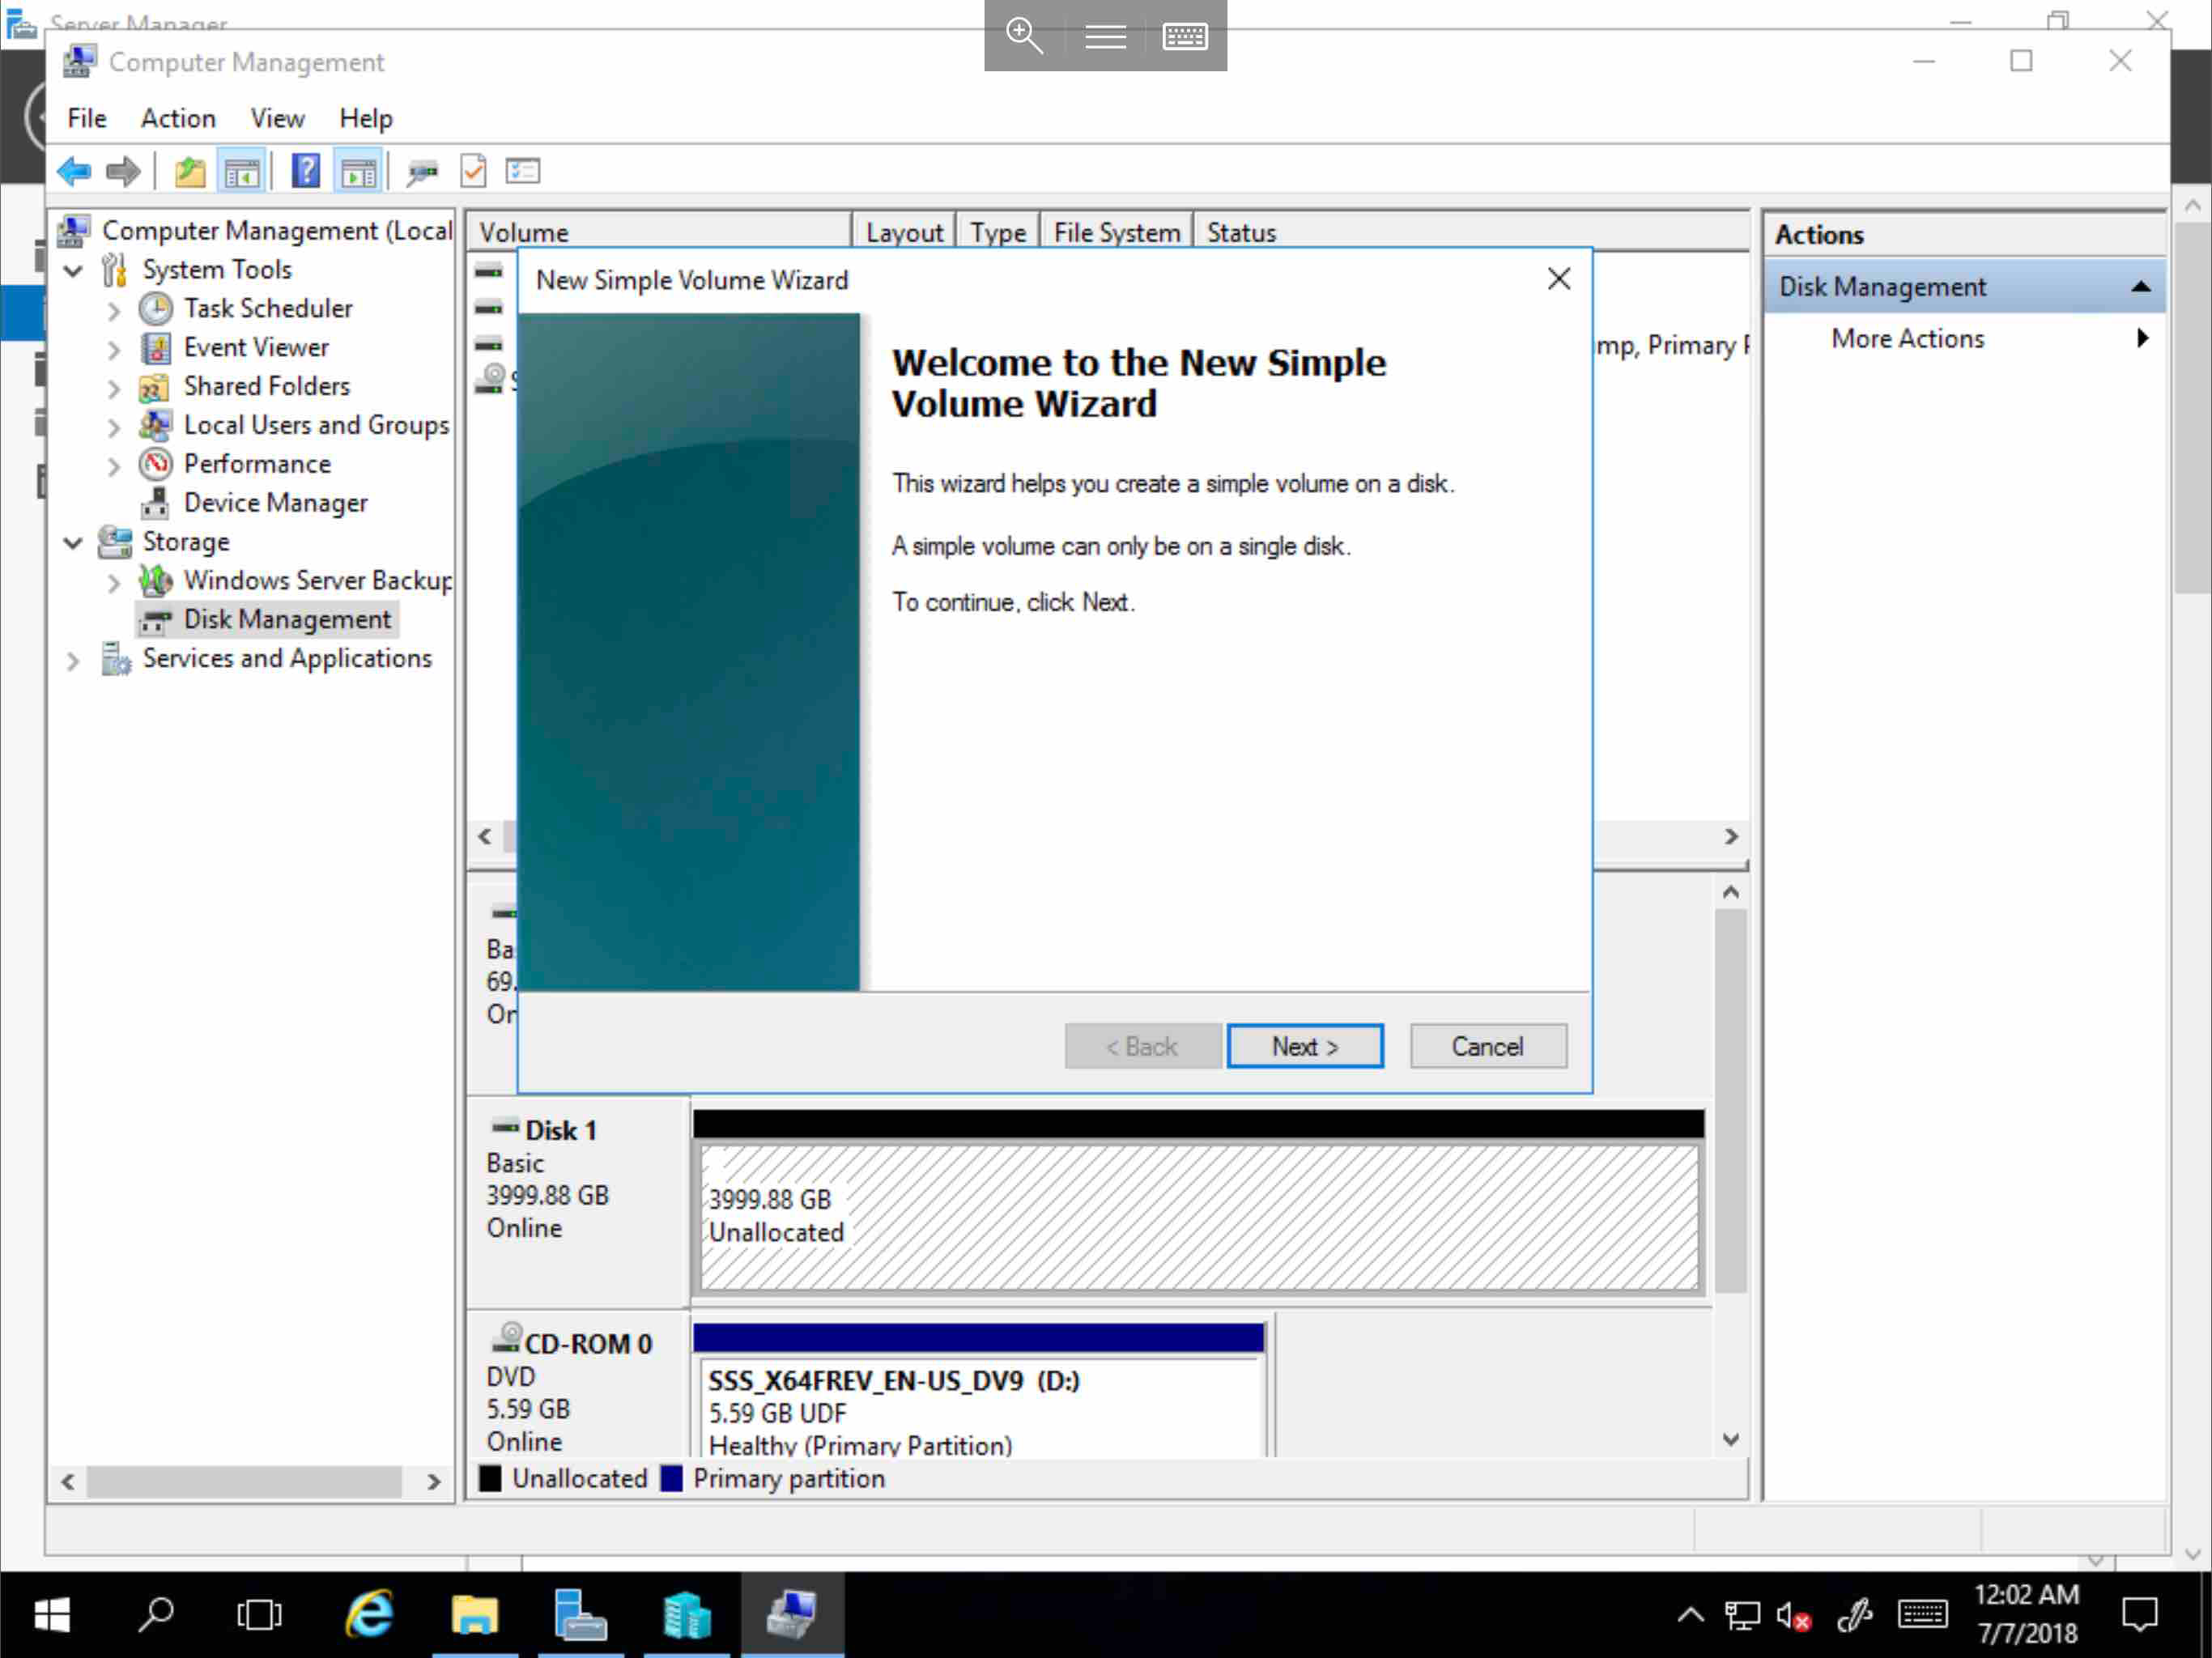 Server Manager
Computer Management
File Action View Help
Computer Management (Local
System Tools
Task Scheduler
Event Viewer
Shared Folders
Local Users and Groups
Performance
Device Manager
Storage
Windows Server Backup
Disk Management
Services and Applications
Volume Layout Type File System Status
mp, Primary
New Simple Volume Wizard
Welcome to the New Simple
Volume Wizard
This wizard helps you create a simple volume on a disk.
A simple volume can only be on a single disk.
To continue, click Next.
< Back Next > Cancel
Ba
69.
Or
Disk 1
Basic
3999.88 GB
Online
3999.88 GB
Unallocated
CD-ROM 0
DVD
5.59 GB
Online
SSS_X64FREV_EN-US_DV9 (D:)
5.59 GB UDF
Healthy (Primary Partition)
Unallocated Primary partition
Actions
Disk Management
More Actions
12:02 AM
7/7/2018